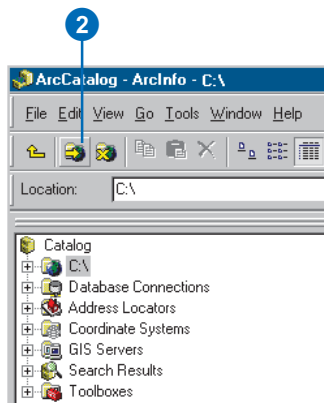 2
ArcCatalog - ArcInfo - C:\
File Edit View Go Tools Window Help
Location: C:\
Catalog
C:\
Database Connections
Address Locators
Coordinate Systems
GIS Servers
Search Results
Toolboxes